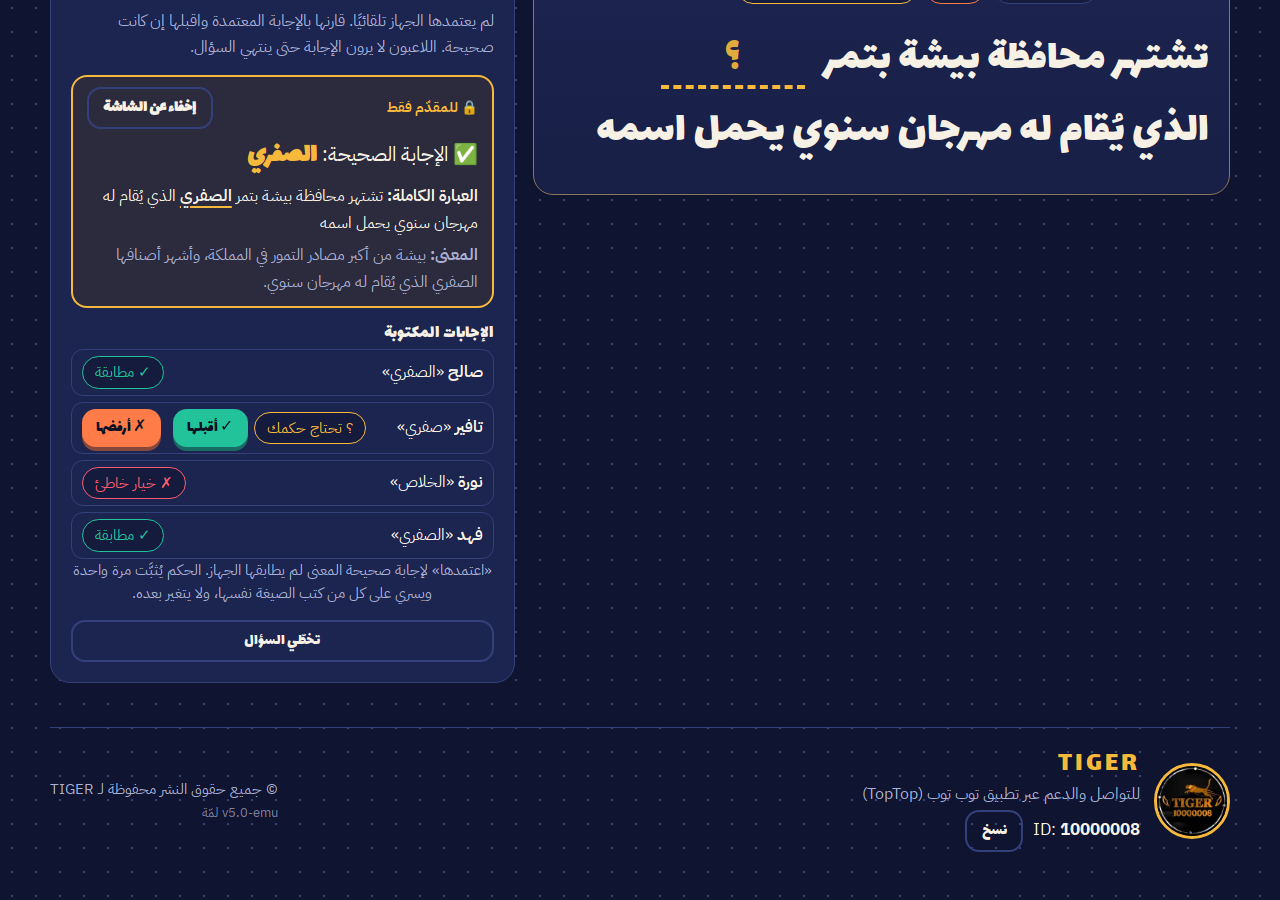 تشتهر محافظة بيشة بتمر ؟
الذي يُقام له مهرجان سنوي يحمل اسمه
لم يعتمدها الجهاز تلقائيًا. قارنها بالإجابة المعتمدة واقبلها إن كانت
صحيحة. اللاعبون لا يرون الإجابة حتى ينتهي السؤال.
🔒 للمقدّم فقط
إخفاء عن الشاشة
✅ الإجابة الصحيحة: الصفري
العبارة الكاملة: تشتهر محافظة بيشة بتمر الصفري الذي يُقام له
مهرجان سنوي يحمل اسمه
المعنى: بيشة من أكبر مصادر التمور في المملكة، وأشهر أصنافها
الصفري الذي يُقام له مهرجان سنوي.
الإجابات المكتوبة
صالح «الصفري» ✓ مطابقة
تافير «صفري» ؟ تحتاج حكمك ✓ أقبلها ✗ أرفضها
نورة «الخلاص» ✗ خيار خاطئ
فهد «الصفري» ✓ مطابقة
«اعتمدها» لإجابة صحيحة المعنى لم يطابقها الجهاز. الحكم يُثبَّت مرة واحدة
ويسري على كل من كتب الصيغة نفسها، ولا يتغير بعده.
تخطّي السؤال
TIGER
للتواصل والدعم عبر تطبيق توب توب (TopTop)
ID: 10000008 نسخ
TIGER
10000008
© جميع حقوق النشر محفوظة لـ TIGER
لمّة v5.0-emu